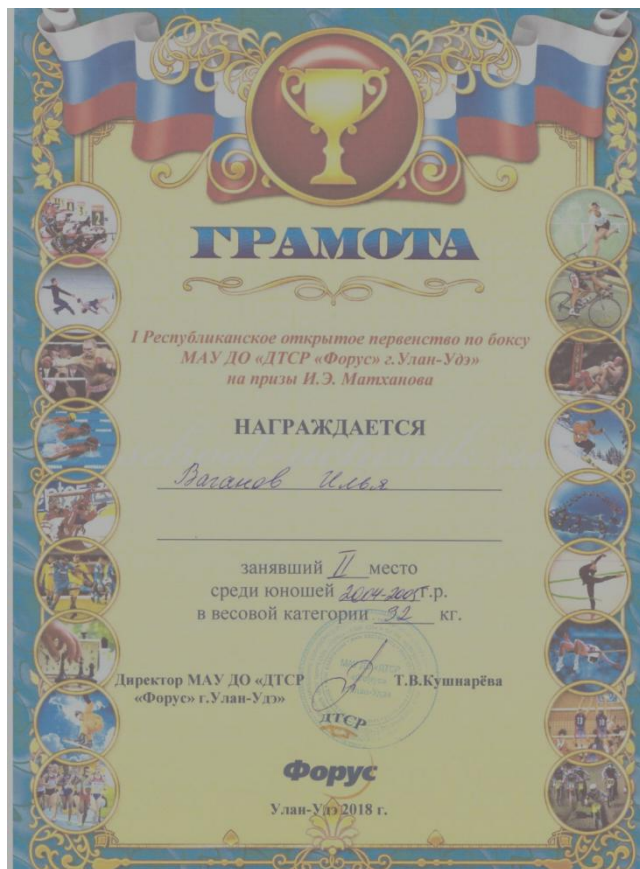 ГРАМОТА
I Республиканское открытое первенство по боксу
МАУ ДО «ДТСР «Форус» г.Улан-Удэ»
на призы И.Э. Матханова
НАГРАЖДАЕТСЯ
Ваганов Илья
занявший II место
среди юношей 2004-2005г.р.
в весовой категории 32 кг.
Директор МАУ ДО «ДТСР «Форус» г.Улан-Удэ» Т.В.Кушнарёва
ДТСР
Форус
Улан-Удэ 2018 г.